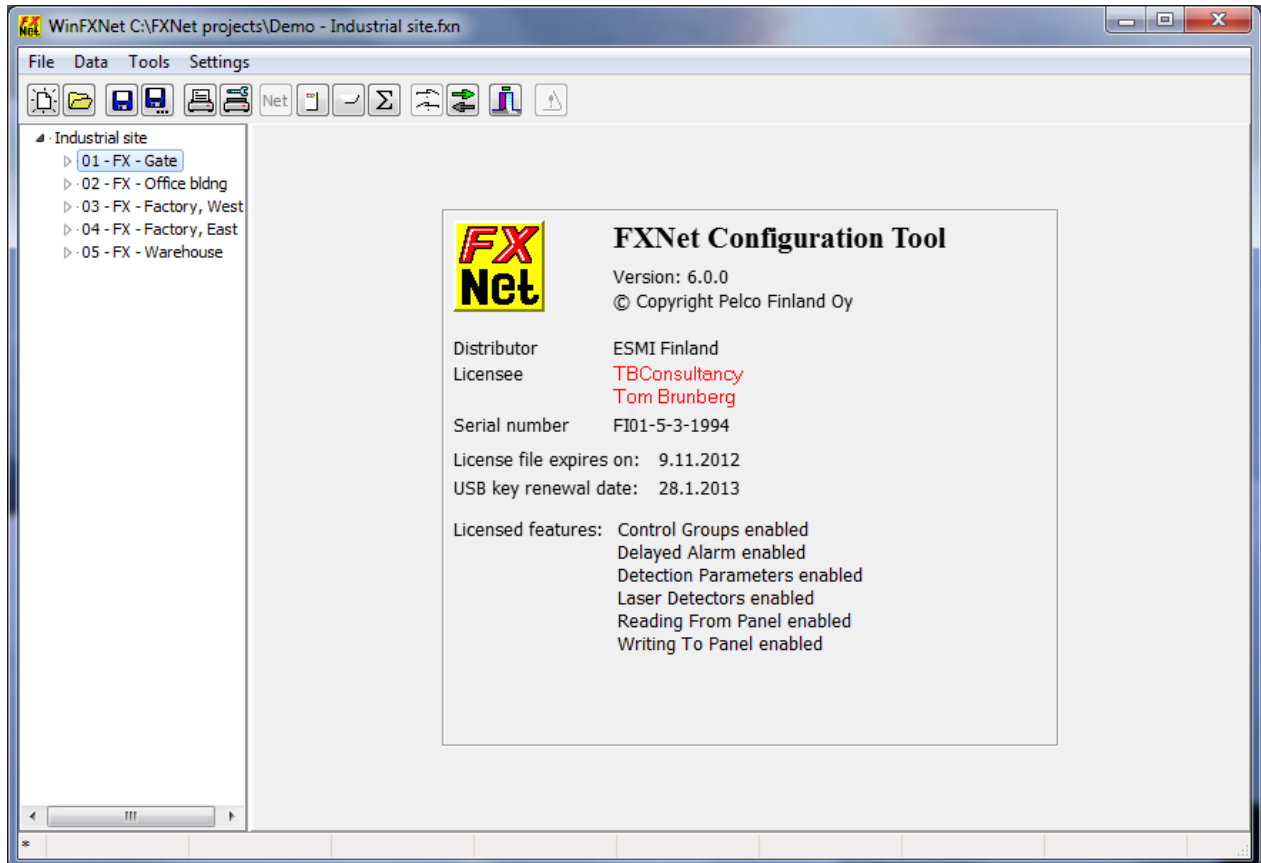 WinFXNet C:\FXNet projects\Demo - Industrial site.fxn
File Data Tools Settings
Net
Industrial site
01 - FX - Gate
02 - FX - Office bldng
03 - FX - Factory, West
04 - FX - Factory, East
05 - FX - Warehouse
FX
Net
FXNet Configuration Tool
Version: 6.0.0
© Copyright Pelco Finland Oy
Distributor ESMI Finland
Licensee TBConsultancy
Tom Brunberg
Serial number FI01-5-3-1994
License file expires on: 9.11.2012
USB key renewal date: 28.1.2013
Licensed features: Control Groups enabled
Delayed Alarm enabled
Detection Parameters enabled
Laser Detectors enabled
Reading From Panel enabled
Writing To Panel enabled
*